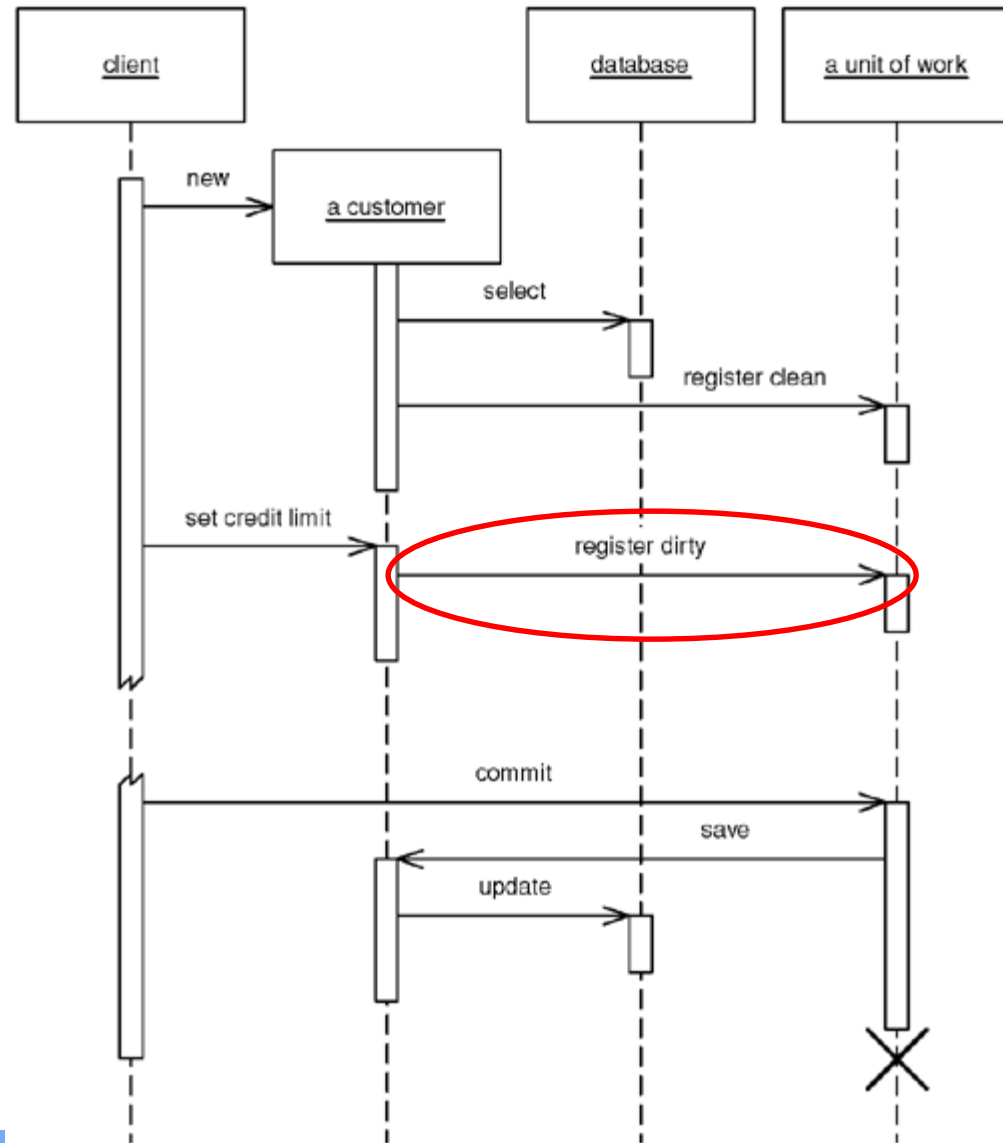 client
database
a unit of work
new
a customer
select
register clean
set credit limit
register dirty
commit
save
update